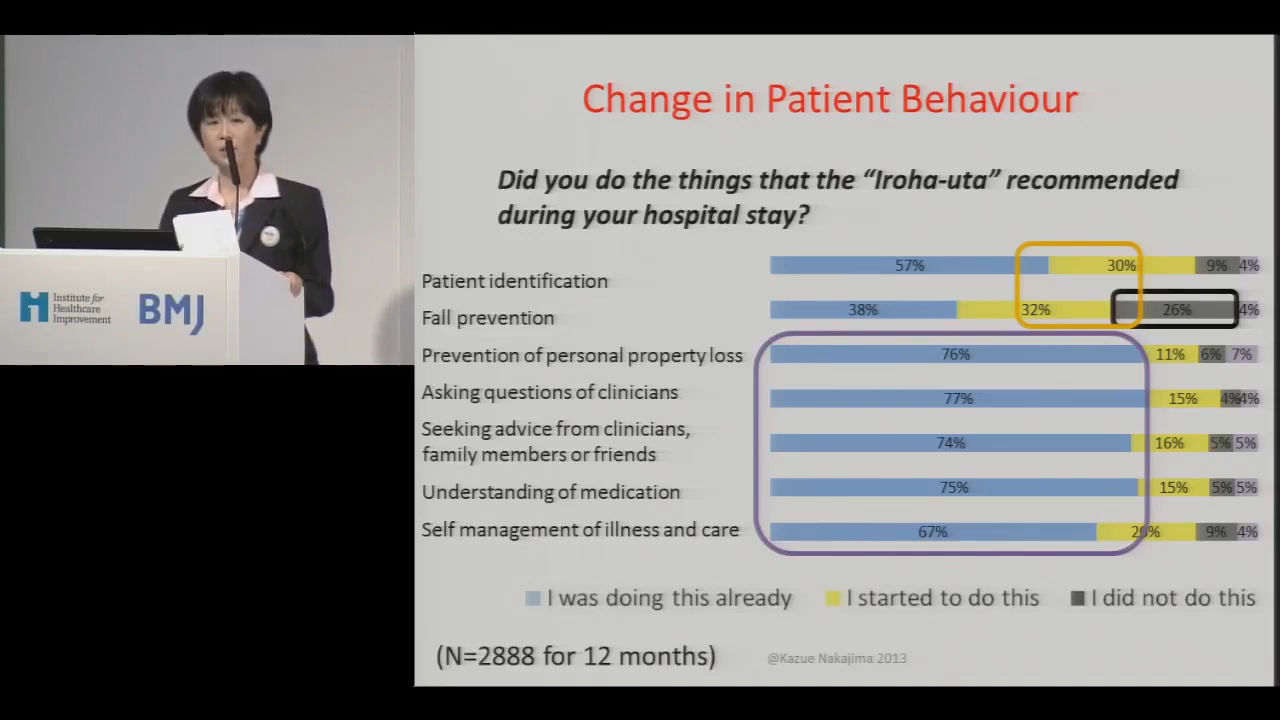 Change in Patient Behaviour
Did you do the things that the “Iroha-uta” recommended
during your hospital stay?
Patient identification
57% 30% 9% 4%
Fall prevention
38% 32% 26% 4%
Prevention of personal property loss
76% 11% 6% 7%
Asking questions of clinicians
77% 15% 4% 4%
Seeking advice from clinicians,
family members or friends
74% 16% 5% 5%
Understanding of medication
75% 15% 5% 5%
Self management of illness and care
67% 20% 9% 4%
I was doing this already I started to do this I did not do this
(N=2888 for 12 months)
@Kazue Nakajima 2013
Institute for
Healthcare
Improvement
BMJ